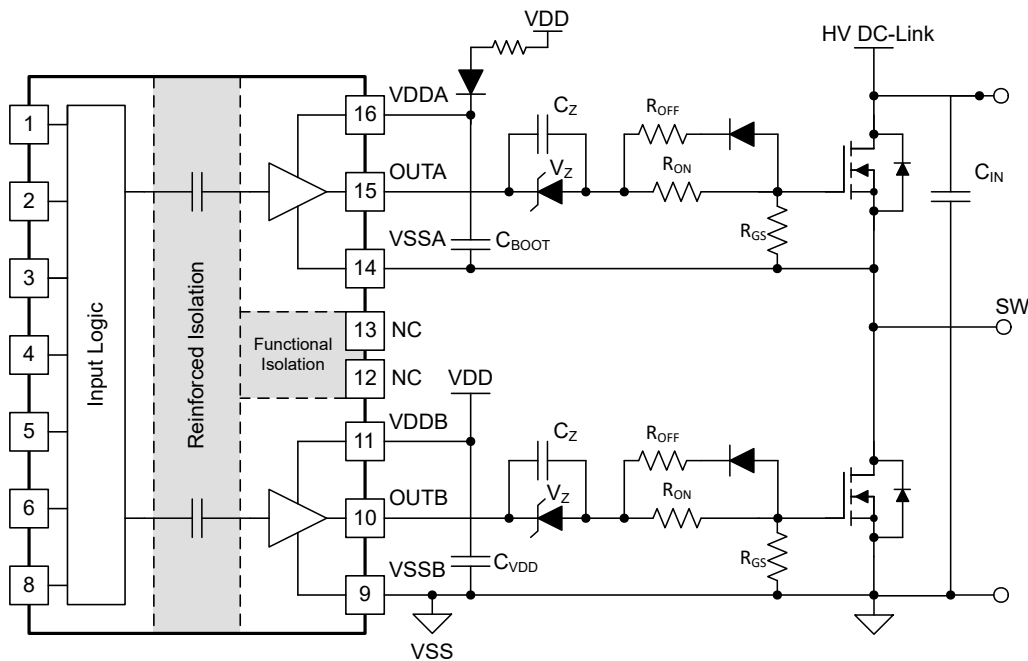 VDD
HV DC-Link
1
2
3
4
5
6
8
Input Logic
Reinforced Isolation
Functional
Isolation
16
VDDA
15
OUTA
VSSA
14
13
NC
12
NC
11
VDDB
10
OUTB
VSSB
9
CBOOT
CZ
VZ
ROFF
RON
RGS
CIN
SW
VDD
CZ
VZ
ROFF
RON
RGS
CVDD
VSS